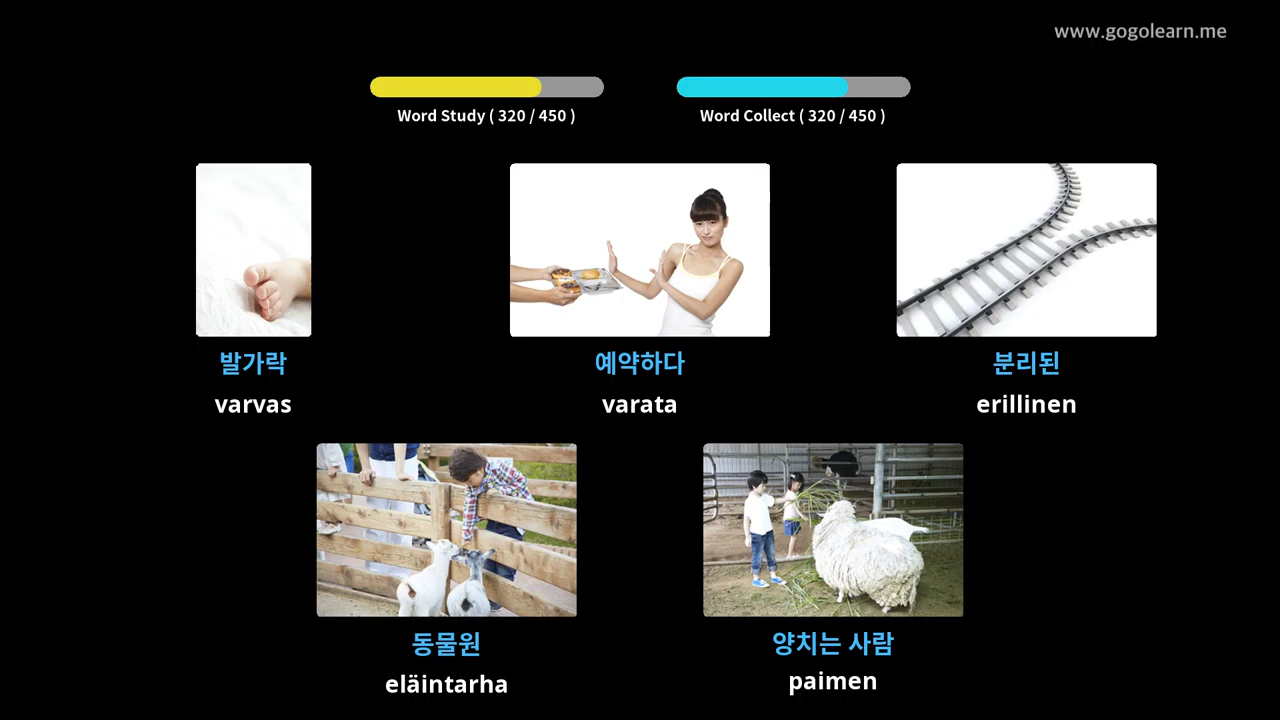 www.gogolearn.me
Word Study ( 320 / 450 )
Word Collect ( 320 / 450 )
발가락
varvas
예약하다
varata
분리된
erillinen
동물원
eläintarha
양치는 사람
paimen